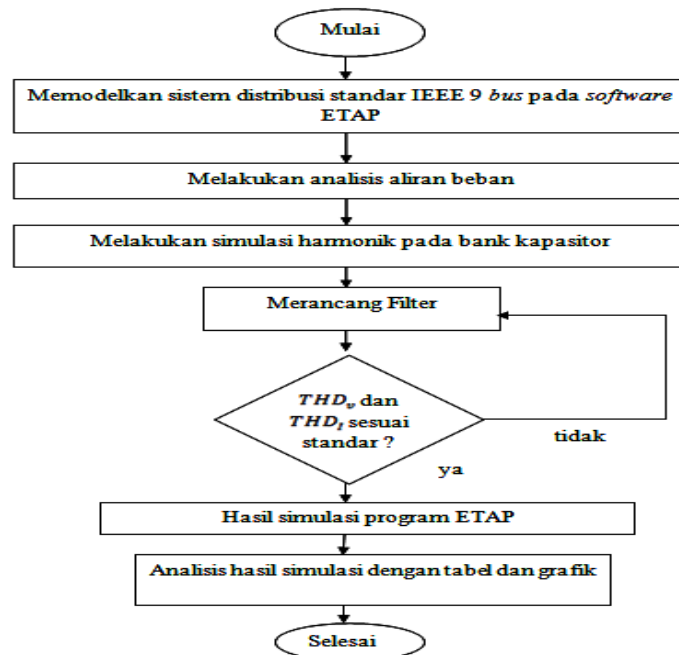 Mulai
Memodelkan sistem distribusi standar IEEE 9 bus pada software
ETAP
Melakukan analisis aliran beban
Melakukan simulasi harmonik pada bank kapasitor
Merancang Filter
THDv dan
THDI sesuai
standar ?
tidak
ya
Hasil simulasi program ETAP
Analisis hasil simulasi dengan tabel dan grafik
Selesai